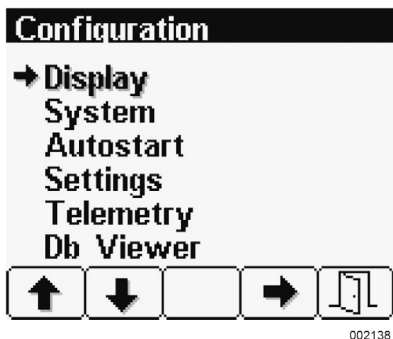 Configuration
Display
System
Autostart
Settings
Telemetry
Db Viewer
002138